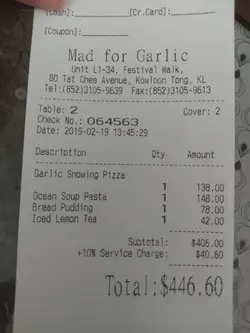 [Cash]:__________[Cr.Card]:__________
[Coupon]:__________
Mad for Garlic
Unit L1-34, Festival Walk,
80 Tat Chee Avenue, Kowloon Tong, KL
Tel:(852)3105-9639 Fax:(852)3105-9613
Table: 2 Cover: 2
Check No.: 064563
Date: 2019-02-19 13:45:29
Description Qty Amount
Garlic Snowing Pizza
1 138.00
Ocean Soup Pasta 1 148.00
Bread Pudding 1 78.00
Iced Lemon Tea 1 42.00
Subtotal: $406.00
+10% Service Charge: $40.60
Total:$446.60